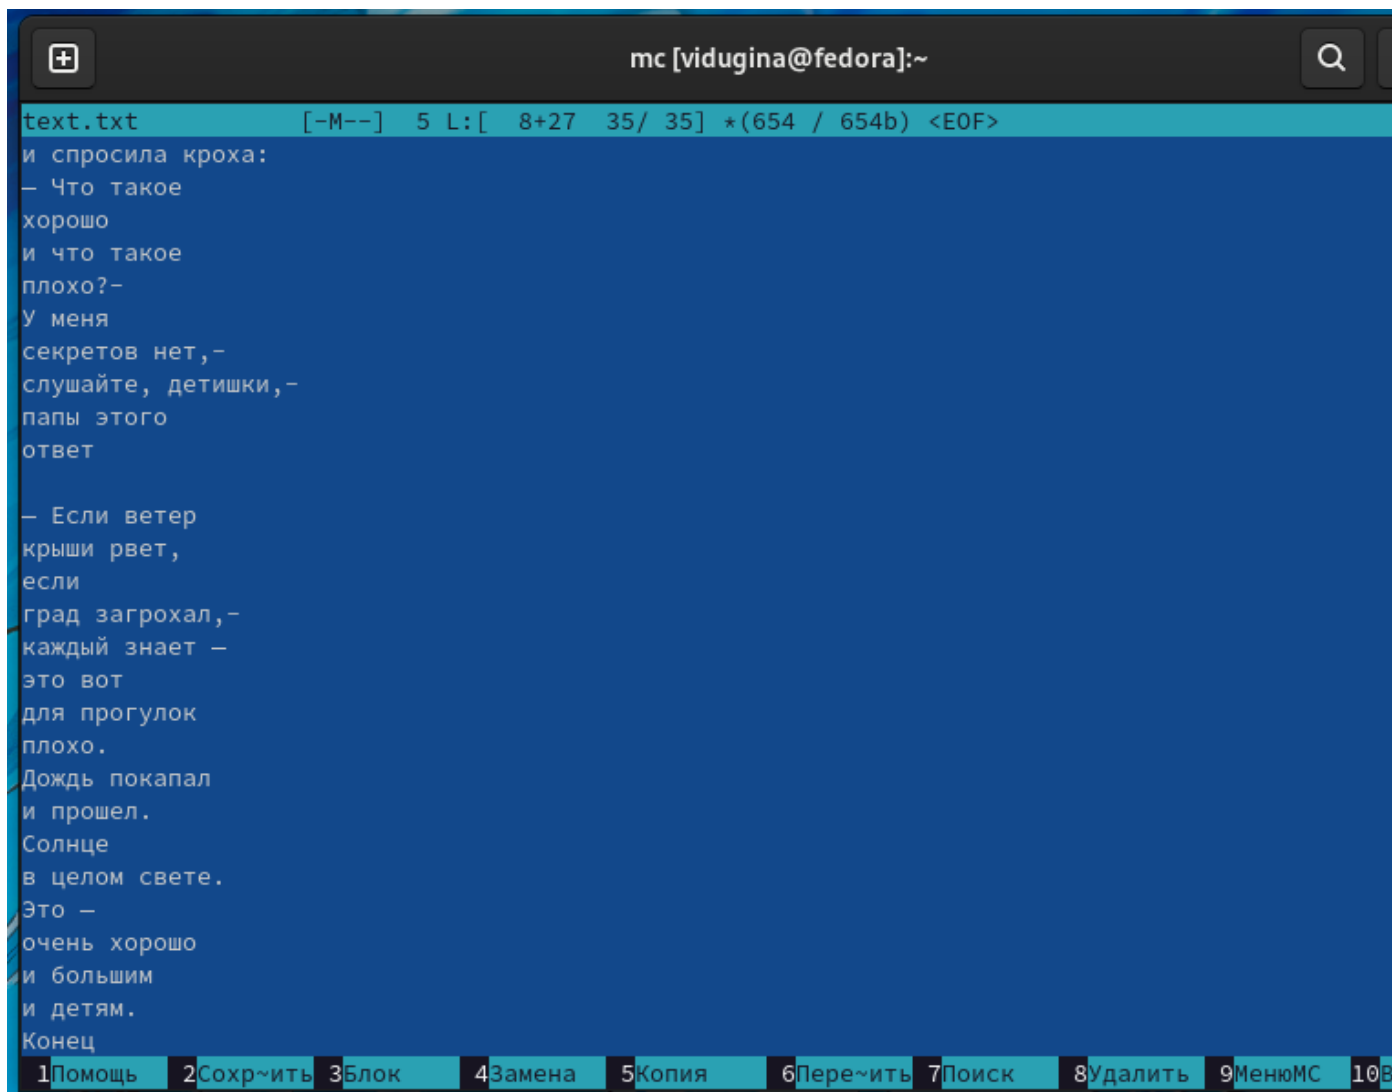 mc [vidugina@fedora]:~
text.txt [-M--] 5 L:[ 8+27 35/ 35] *(654 / 654b) <EOF>
и спросила кроха:
— Что такое
хорошо
и что такое
плохо?-
У меня
секретов нет,-
слушайте, детишки,-
папы этого
ответ
— Если ветер
крыши рвет,
если
град загрохал,-
каждый знает —
это вот
для прогулок
плохо.
Дождь покапал
и прошел.
Солнце
в целом свете.
Это —
очень хорошо
и большим
и детям.
Конец
1Помощь 2Сохр~ить 3Блок 4Замена 5Копия 6Пере~ить 7Поиск 8Удалить 9МенюМС 10